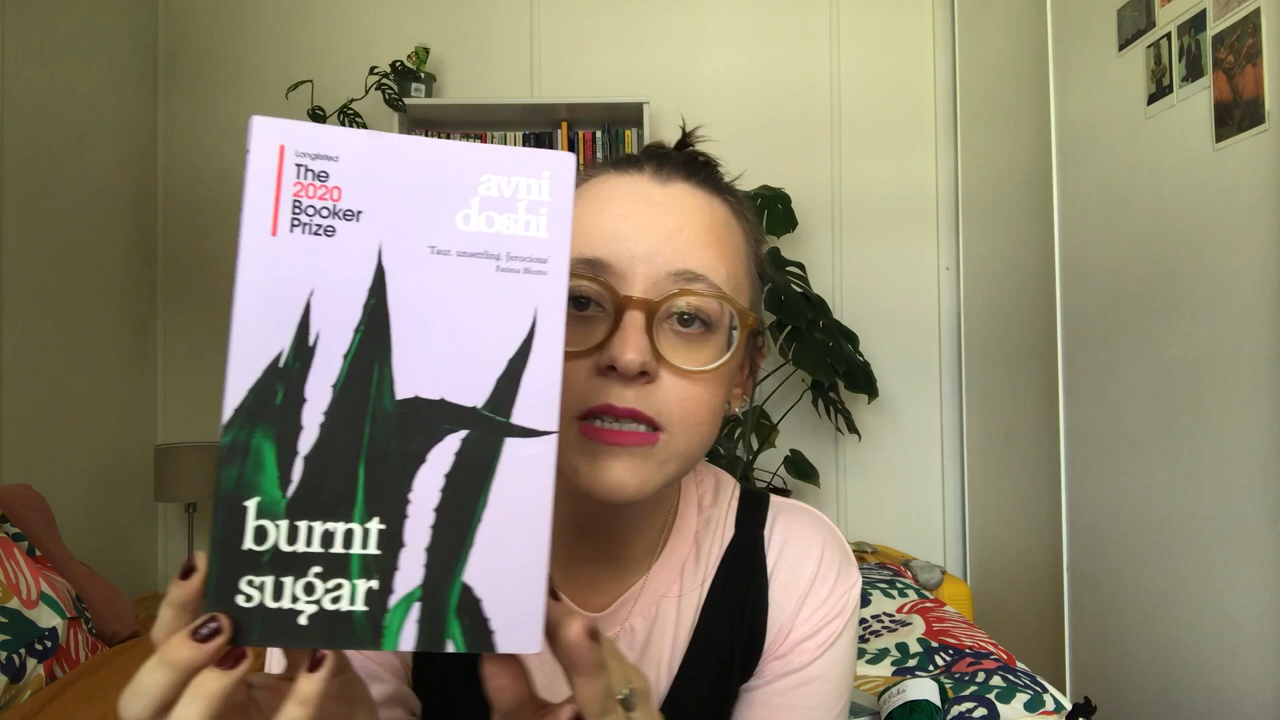 Longlisted
The
2020
Booker
Prize
avni
doshi
'Taut, unsettling, ferocious'
Fatima Bhutto
burnt
sugar